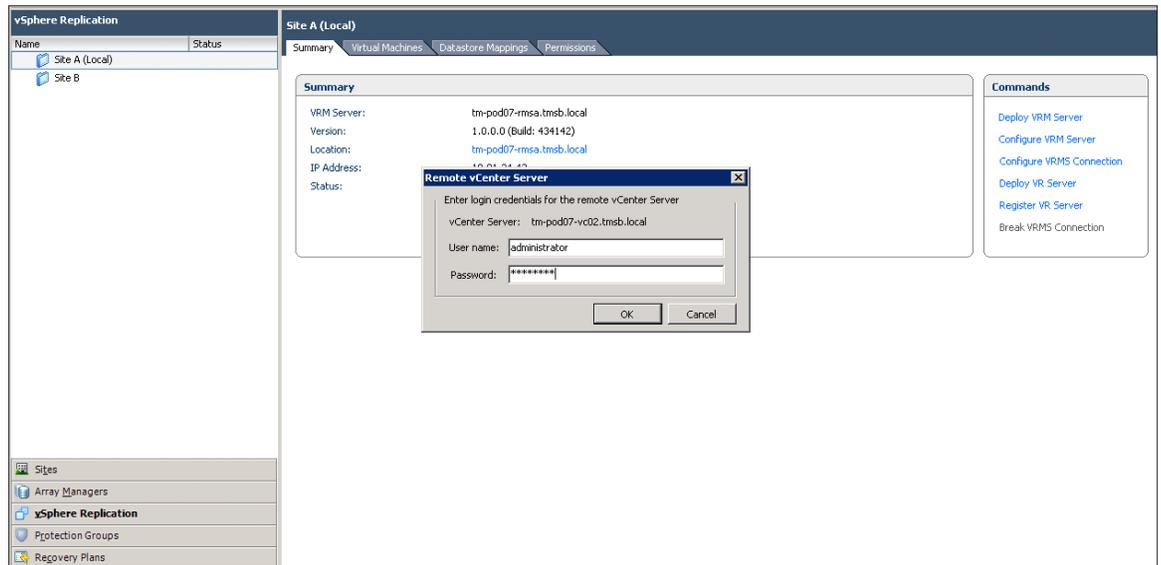 vSphere Replication
Name Status
Site A (Local)
Site B
Sites
Array Managers
vSphere Replication
Protection Groups
Recovery Plans
Site A (Local)
Summary Virtual Machines Datastore Mappings Permissions
Summary
VRM Server: tm-pod07-rmsa.tmsb.local
Version: 1.0.0.0 (Build: 434142)
Location: tm-pod07-rmsa.tmsb.local
IP Address:
Status:
Remote vCenter Server
Enter login credentials for the remote vCenter Server
vCenter Server: tm-pod07-vc02.tmsb.local
User name: administrator
Password: ********
OK Cancel
Commands
Deploy VRM Server
Configure VRM Server
Configure VRMS Connection
Deploy VR Server
Register VR Server
Break VRMS Connection